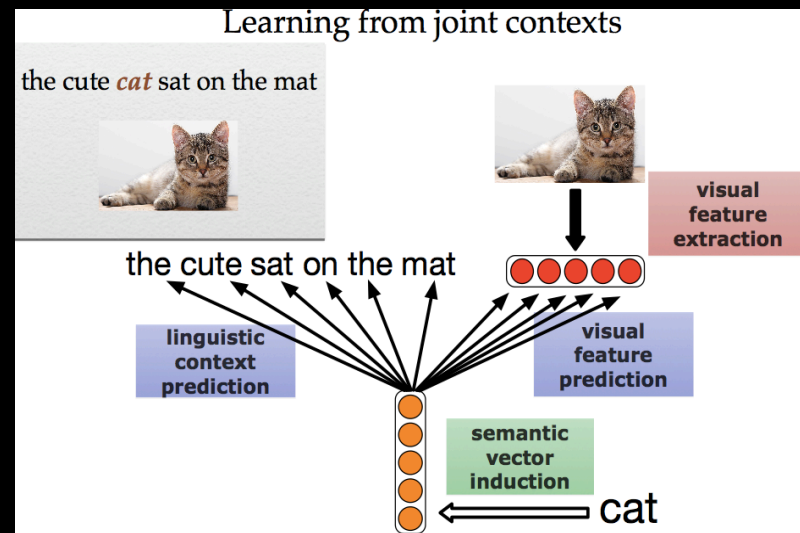 Learning from joint contexts
the cute cat sat on the mat
visual
feature
extraction
the cute sat on the mat
linguistic
context
prediction
visual
feature
prediction
semantic
vector
induction
cat